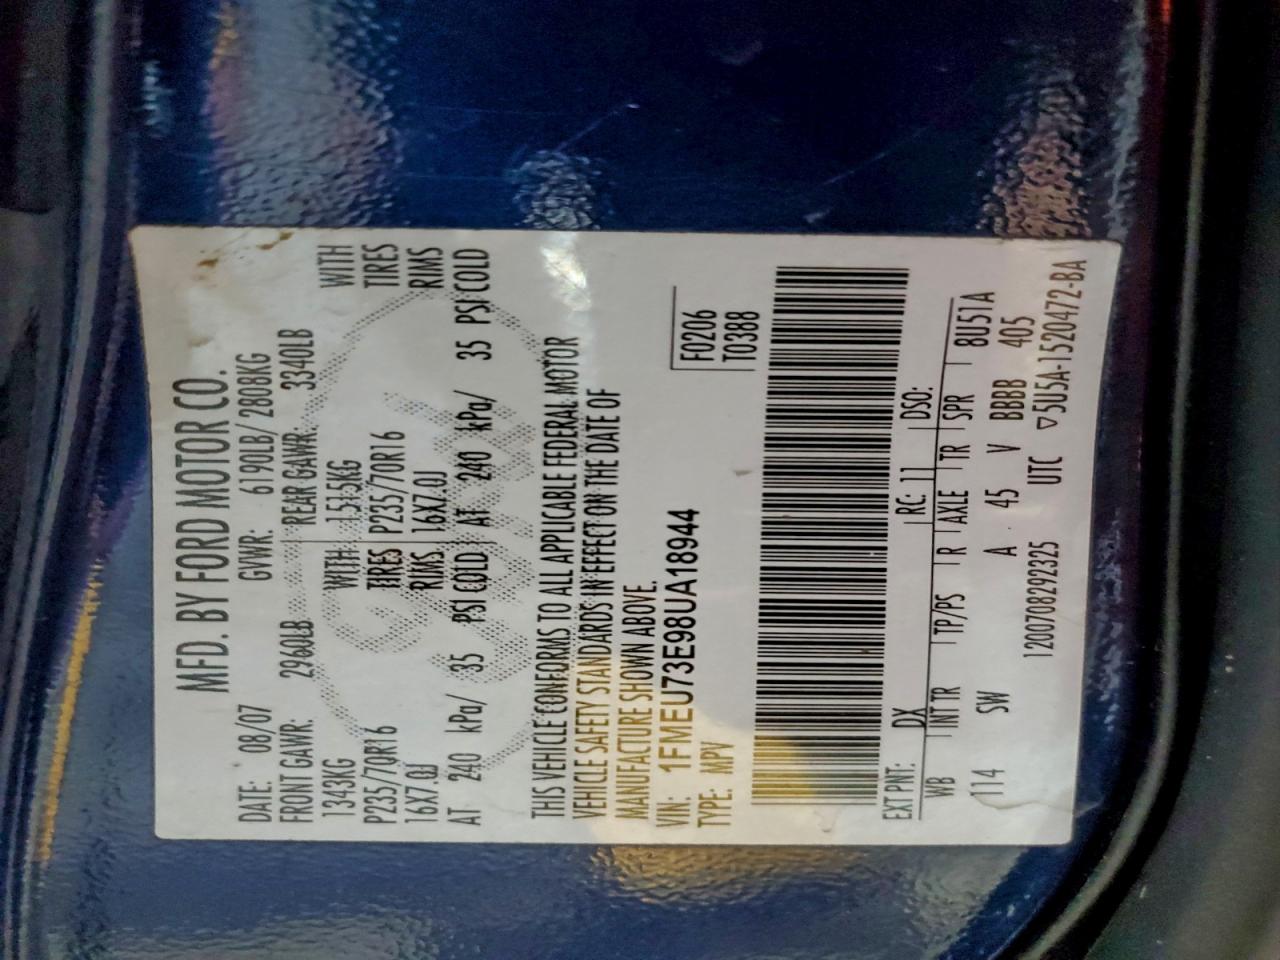 MFD. BY FORD MOTOR CO.
DATE: 08/07 GVWR: 6190LB/ 2808KG
FRONT GAWR: 2960LB REAR GAWR: 3340LB
1343KG WITH 1515KG WITH
P235/70R16 TIRES P235/70R16 TIRES
16X7.0J RIMS 16X7.0J RIMS
AT 240 kPa/ 35 PSI COLD AT 240 kPa/ 35 PSI COLD
THIS VEHICLE CONFORMS TO ALL APPLICABLE FEDERAL MOTOR
VEHICLE SAFETY STANDARDS IN EFFECT ON THE DATE OF
MANUFACTURE SHOWN ABOVE.
VIN: 1FMEU73E98UA18944 F0206
TYPE: MPV T0388
EXT PNT: DX RC: 11 DSO:
WB INT TR TP/PS R AXLE TR SPR 8U51A
114 SW A 45 V BBBB 405
1200708292325 UTC ▽5U5A-1520472-BA